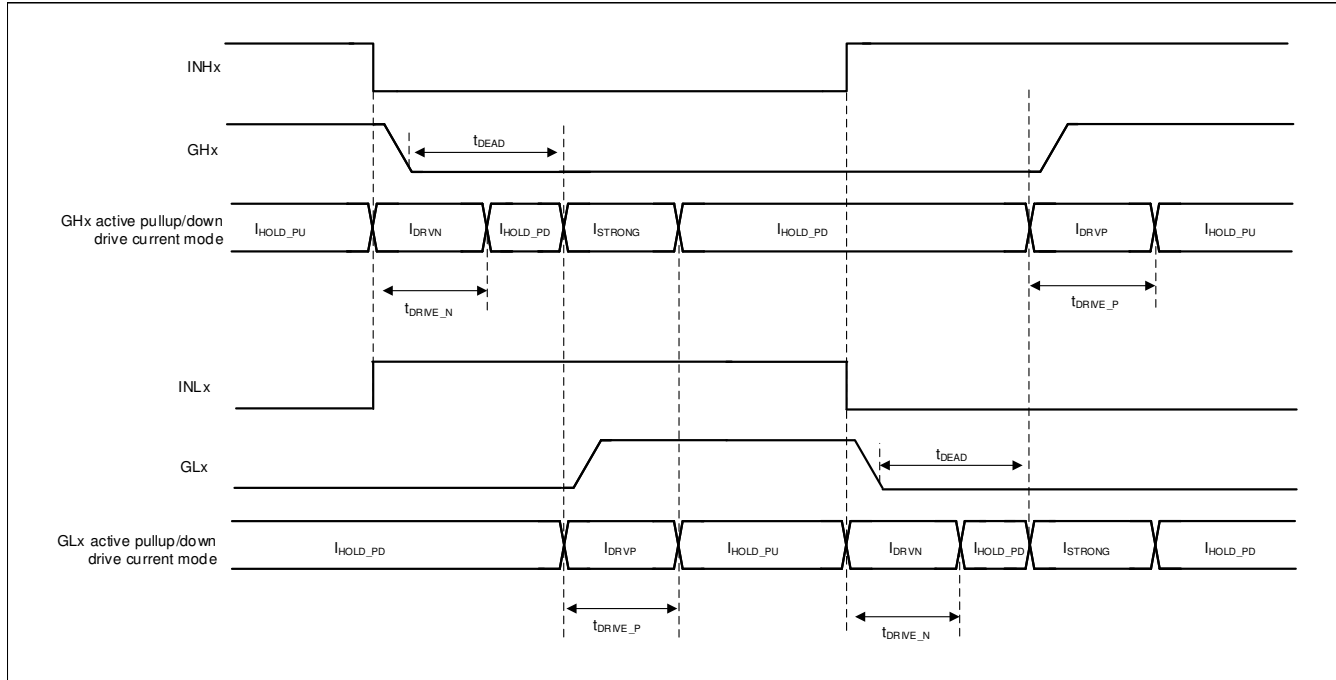 INHx
GHx
tDEAD
GHx active pullup/down
drive current mode
IHOLD_PU
IDRVN
IHOLD_PD
ISTRONG
IHOLD_PD
IDRVP
IHOLD_PU
tDRIVE_N
tDRIVE_P
INLx
GLx
tDEAD
GLx active pullup/down
drive current mode
IHOLD_PD
IDRVP
IHOLD_PU
IDRVN
IHOLD_PD
ISTRONG
IHOLD_PD
tDRIVE_P
tDRIVE_N